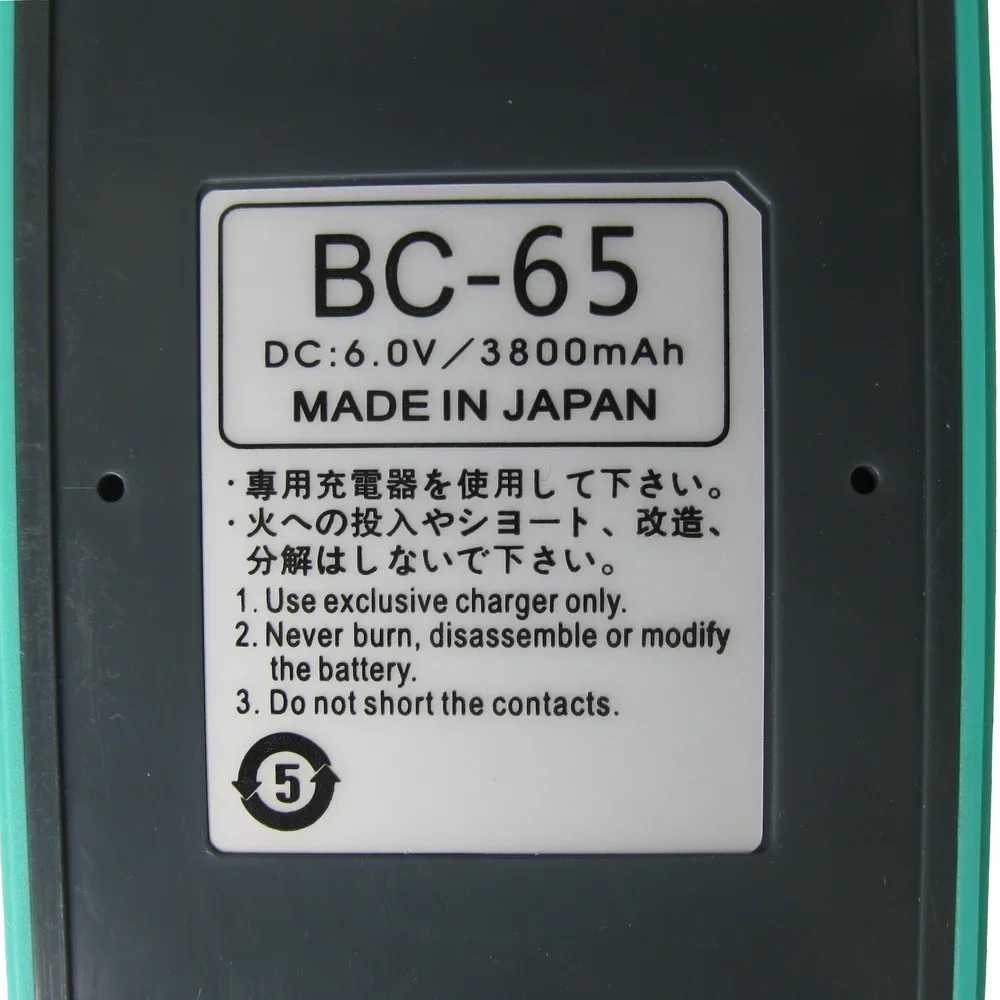 BC-65
DC:6.0V/3800mAh
MADE IN JAPAN
・専用充電器を使用して下さい。
・火への投入やシヨート、改造、
分解はしないで下さい。
1. Use exclusive charger only.
2. Never burn, disassemble or modify
the battery.
3. Do not short the contacts.
5